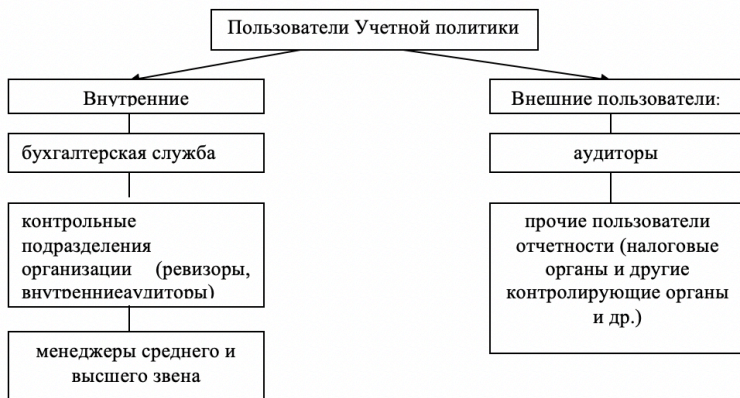 Пользователи Учетной политики
Внутренние
бухгалтерская служба
контрольные
подразделения
организации (ревизоры,
внутренниеаудиторы)
менеджеры среднего и
высшего звена
Внешние пользователи:
аудиторы
прочие пользователи
отчетности (налоговые
органы и другие
контролирующие органы
и др.)